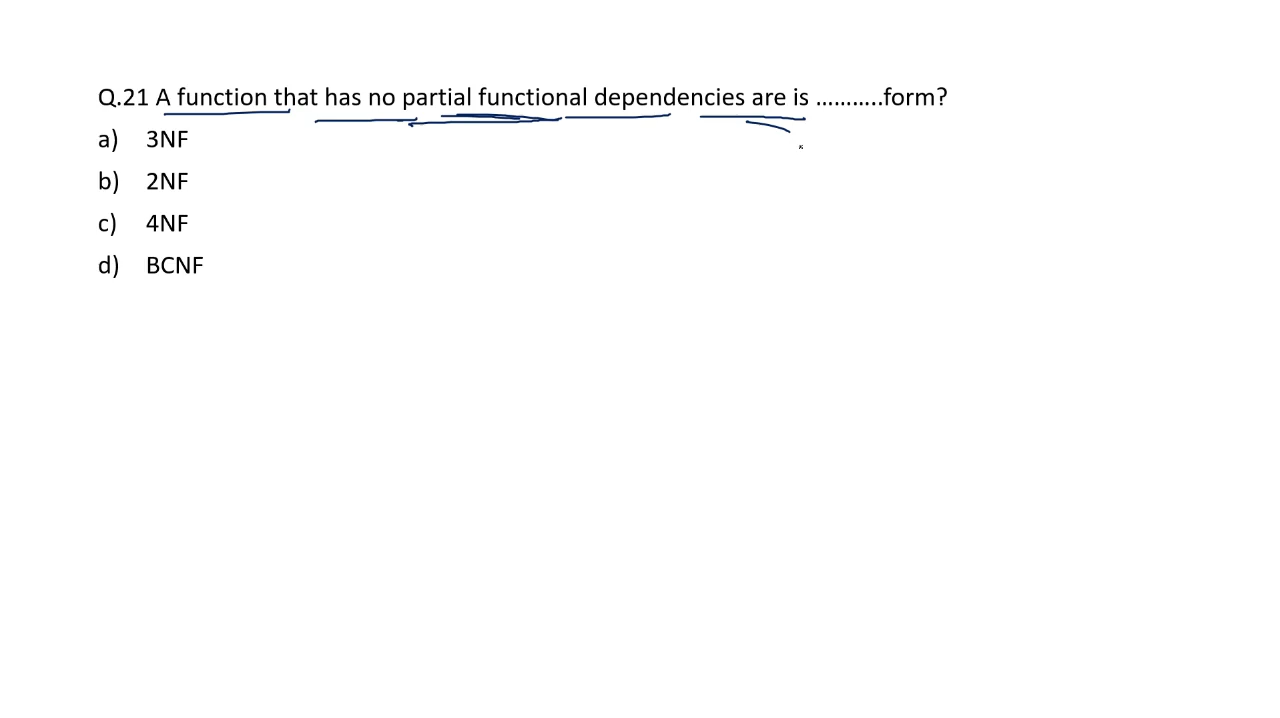 Q.21 A function that has no partial functional dependencies are is ...........form?
a) 3NF
b) 2NF
c) 4NF
d) BCNF